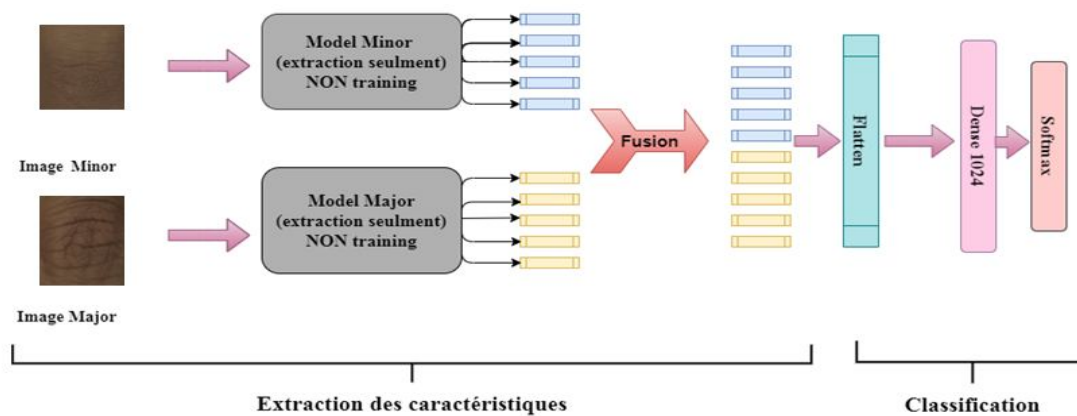 Image Minor
Model Minor
(extraction seulment)
NON training
Image Major
Model Major
(extraction seulment)
NON training
Fusion
Flatten
Dense 1024
Softmax
Extraction des caractéristiques
Classification